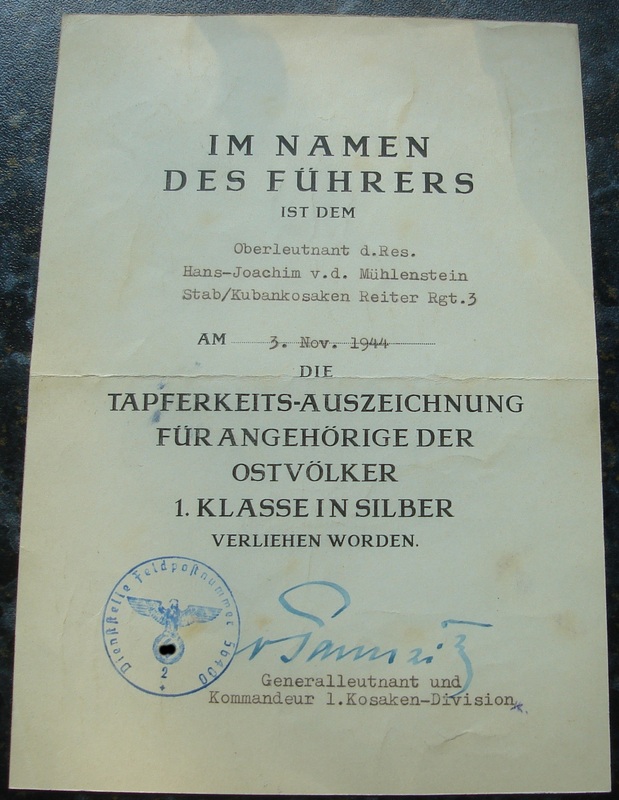 IM NAMEN
DES FÜHRERS
IST DEM
Oberleutnant d.Res.
Hans-Joachim v.d. Mühlenstein
Stab/Kubankosaken Reiter Rgt.3
AM 3. Nov. 1944
DIE
TAPFERKEITS-AUSZEICHNUNG
FÜR ANGEHÖRIGE DER
OSTVÖLKER
1. KLASSE IN SILBER
VERLIEHEN WORDEN.
Dienststelle Feldpostnummer 56400
2
v Pannwitz
Generalleutnant und
Kommandeur 1.Kosaken-Division